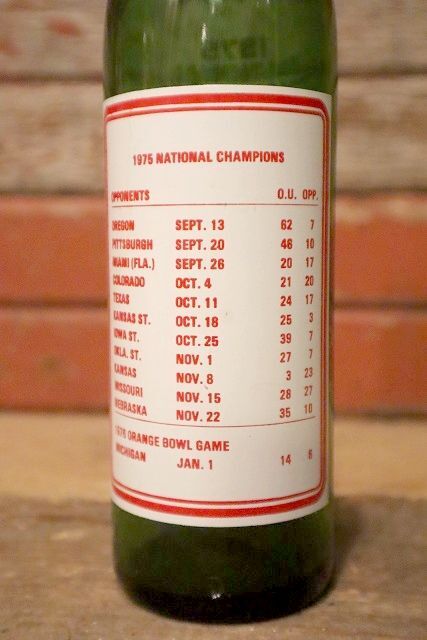 1975 NATIONAL CHAMPIONS
OPPONENTS O.U. OPP.
OREGON SEPT. 13 62 7
PITTSBURGH SEPT. 20 46 10
MIAMI (FLA.) SEPT. 26 20 17
COLORADO OCT. 4 21 20
TEXAS OCT. 11 24 17
KANSAS ST. OCT. 18 25 3
IOWA ST. OCT. 25 39 7
OKLA. ST. NOV. 1 27 7
KANSAS NOV. 8 3 23
MISSOURI NOV. 15 28 27
NEBRASKA NOV. 22 35 10
1976 ORANGE BOWL GAME
MICHIGAN JAN. 1 14 6